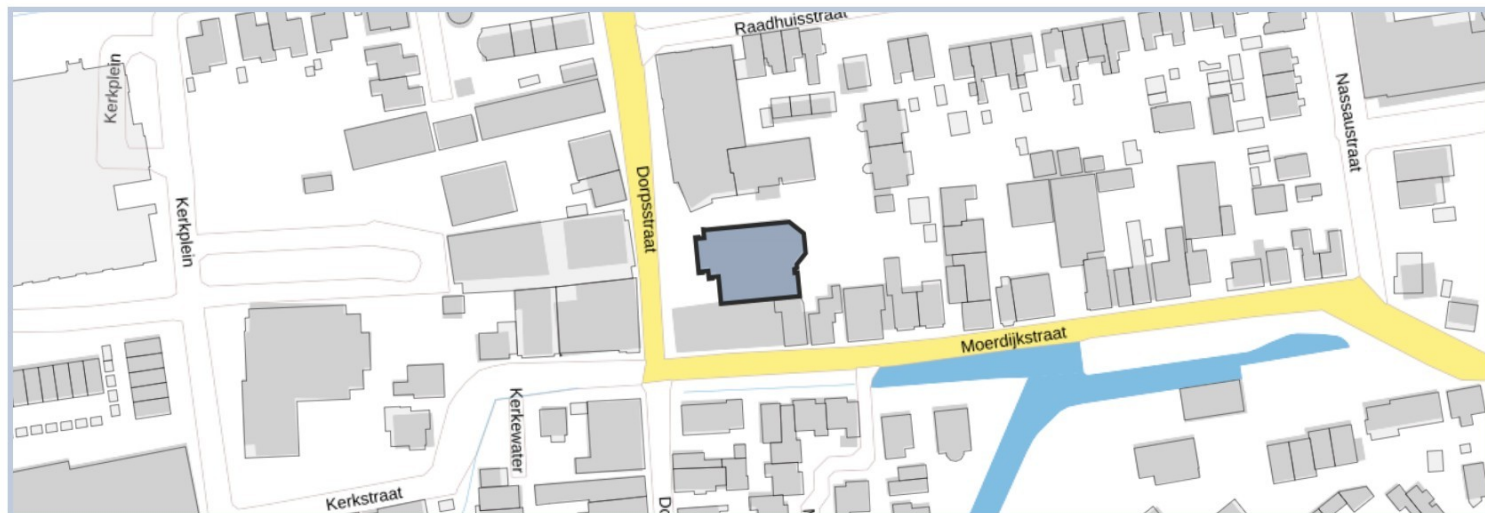 Raadhuisstraat
Kerkplein
Nassaustraat
Dorpsstraat
Kerkplein
Moerdijkstraat
Kerkewater
Kerkstraat